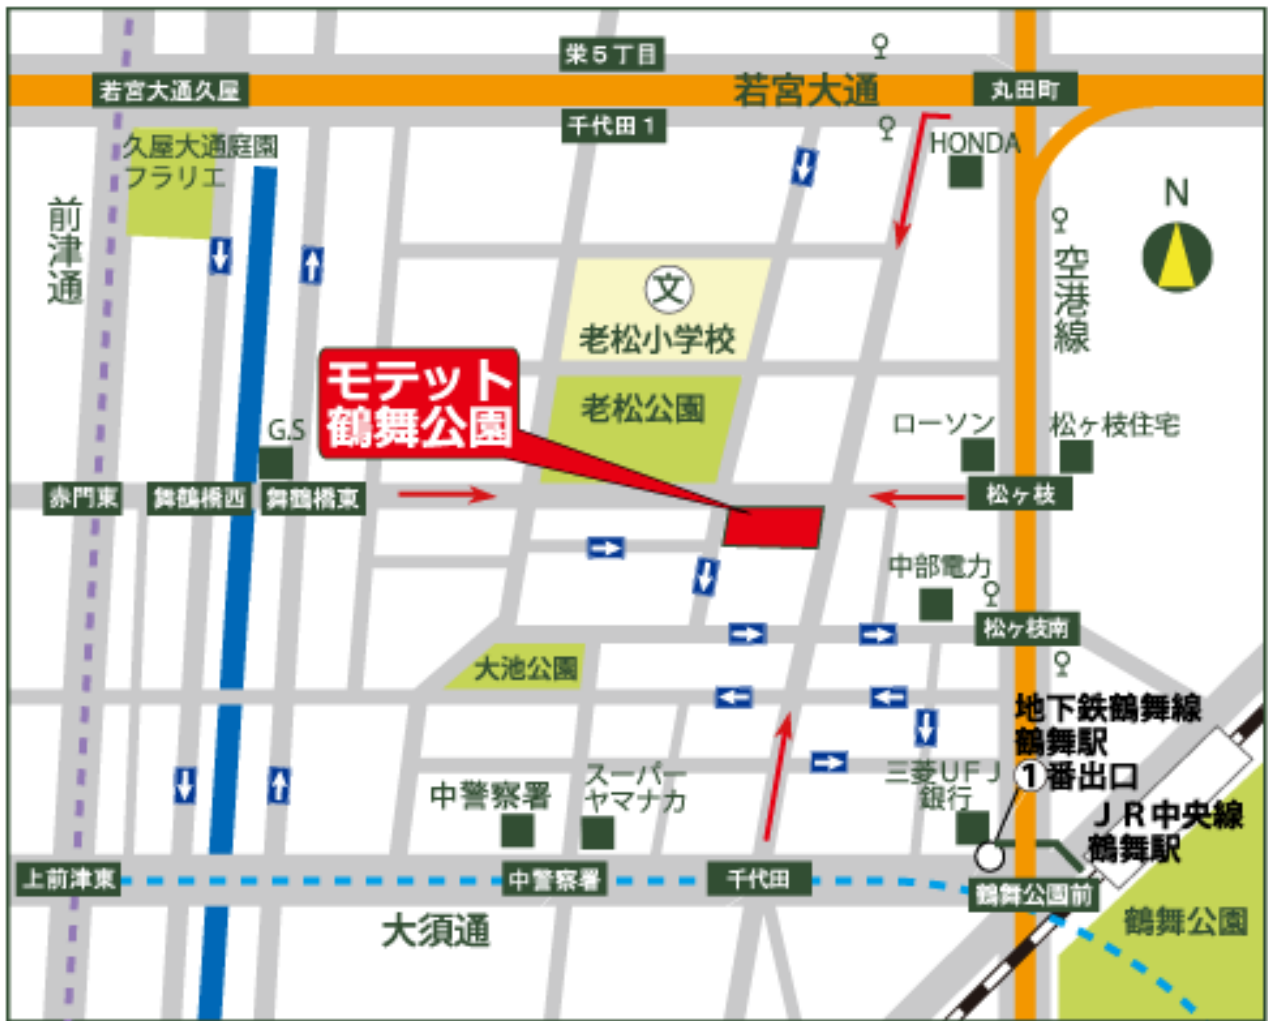 栄5丁目
若宮大通久屋
若宮大通
丸田町
千代田1
久屋大通庭園
フラリエ
HONDA
前津通
N
空港線
文
老松小学校
モテット
鶴舞公園
老松公園
G.S
ローソン
松ヶ枝住宅
赤門東
舞鶴橋西
舞鶴橋東
松ヶ枝
中部電力
松ヶ枝南
大池公園
地下鉄鶴舞線
鶴舞駅
①番出口
中警察署
スーパー
ヤマナカ
三菱UFJ
銀行
JR中央線
鶴舞駅
上前津東
中警察署
千代田
鶴舞公園前
大須通
鶴舞公園